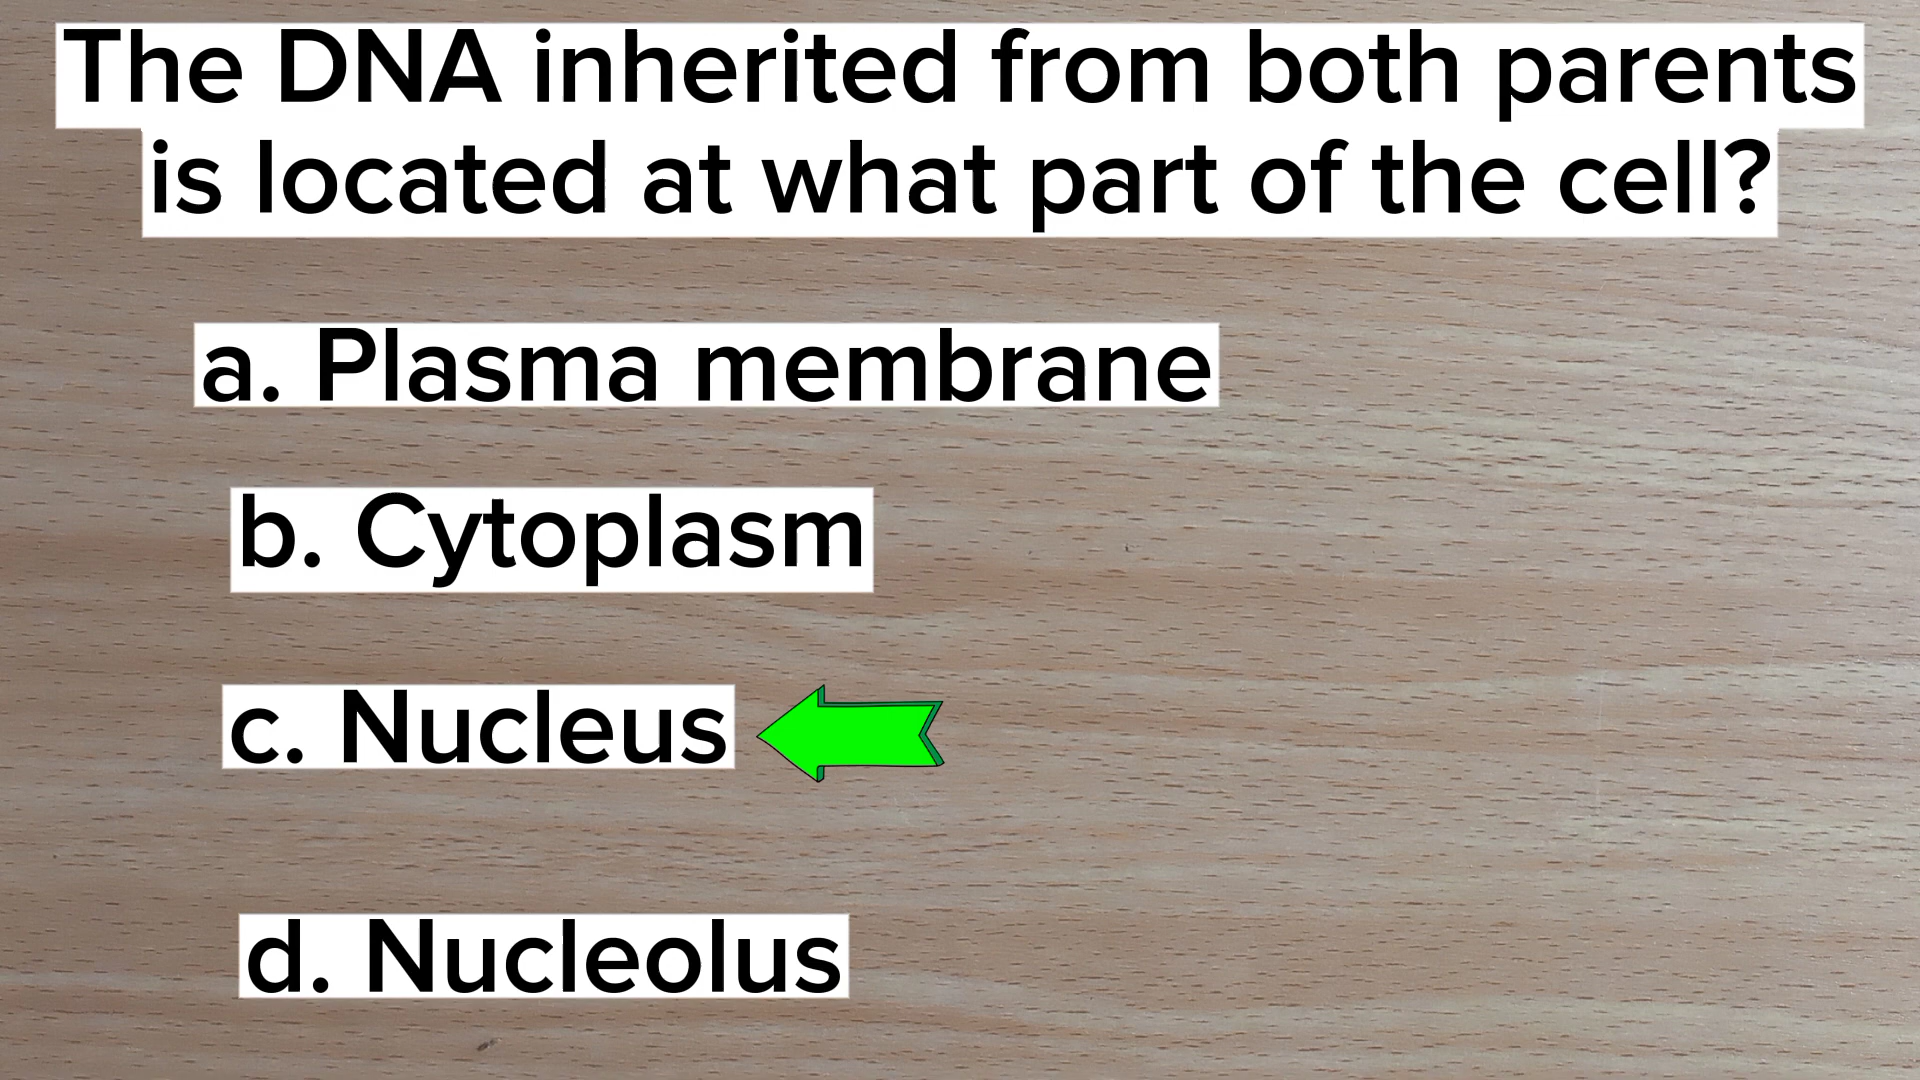 The DNA inherited from both parents
is located at what part of the cell?
a. Plasma membrane
b. Cytoplasm
c. Nucleus
d. Nucleolus